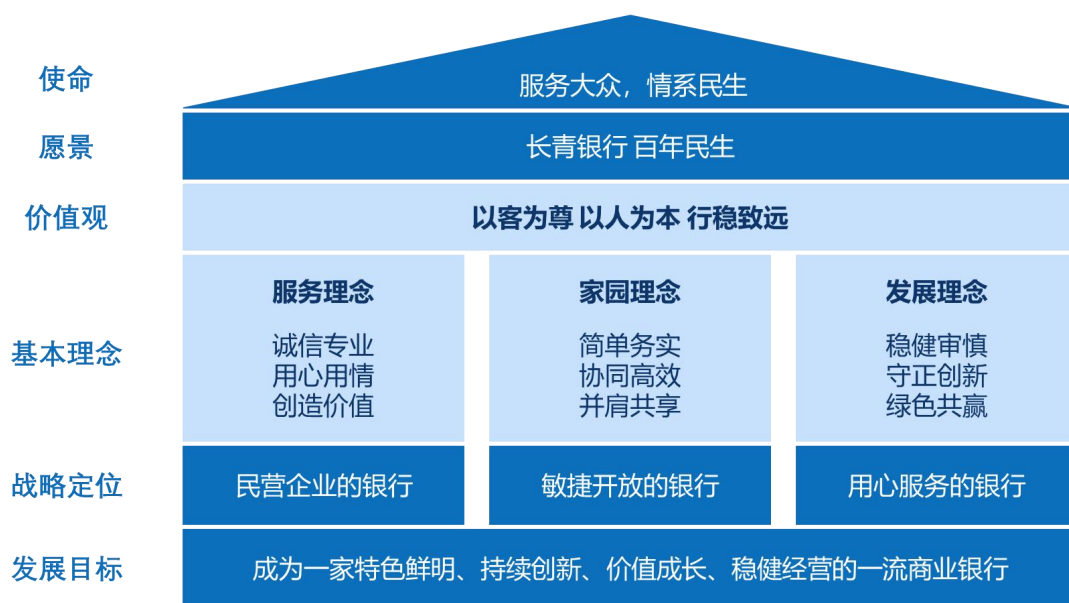 使命
服务大众，情系民生
愿景
长青银行 百年民生
价值观
以客为尊 以人为本 行稳致远
基本理念
服务理念
诚信专业
用心用情
创造价值
家园理念
简单务实
协同高效
并肩共享
发展理念
稳健审慎
守正创新
绿色共赢
战略定位
民营企业的银行
敏捷开放的银行
用心服务的银行
发展目标
成为一家特色鲜明、持续创新、价值成长、稳健经营的一流商业银行